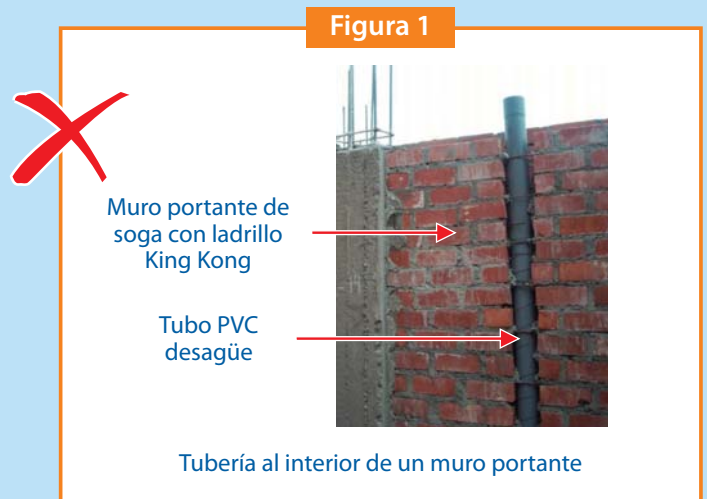 Figura 1
Muro portante de
soga con ladrillo
King Kong
Tubo PVC
desagüe
Tubería al interior de un muro portante